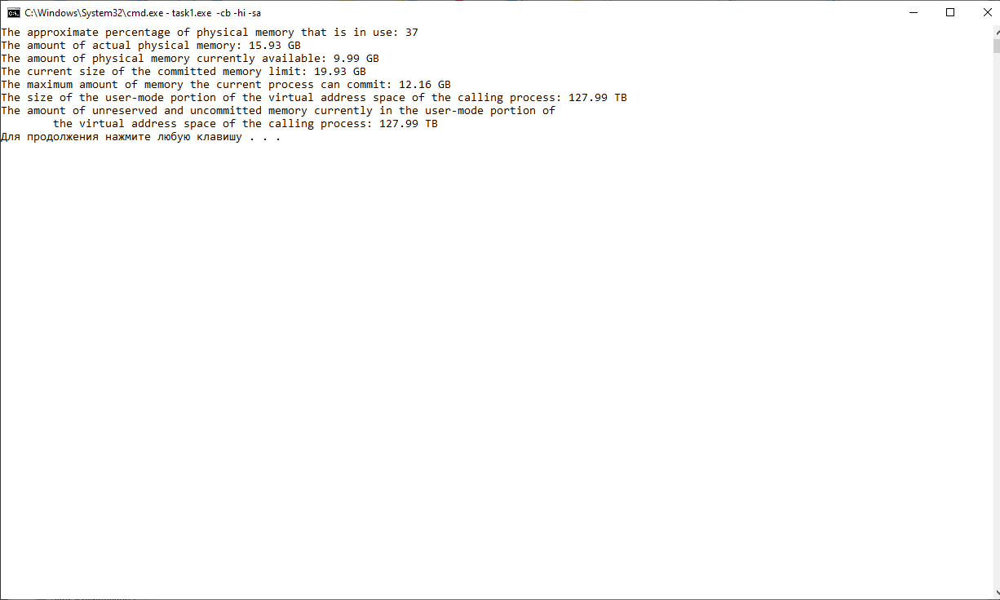 C:\Windows\System32\cmd.exe - task1.exe -cb -hi -sa
The approximate percentage of physical memory that is in use: 37
The amount of actual physical memory: 15.93 GB
The amount of physical memory currently available: 9.99 GB
The current size of the committed memory limit: 19.93 GB
The maximum amount of memory the current process can commit: 12.16 GB
The size of the user-mode portion of the virtual address space of the calling process: 127.99 TB
The amount of unreserved and uncommitted memory currently in the user-mode portion of
the virtual address space of the calling process: 127.99 TB
Для продолжения нажмите любую клавишу . . .